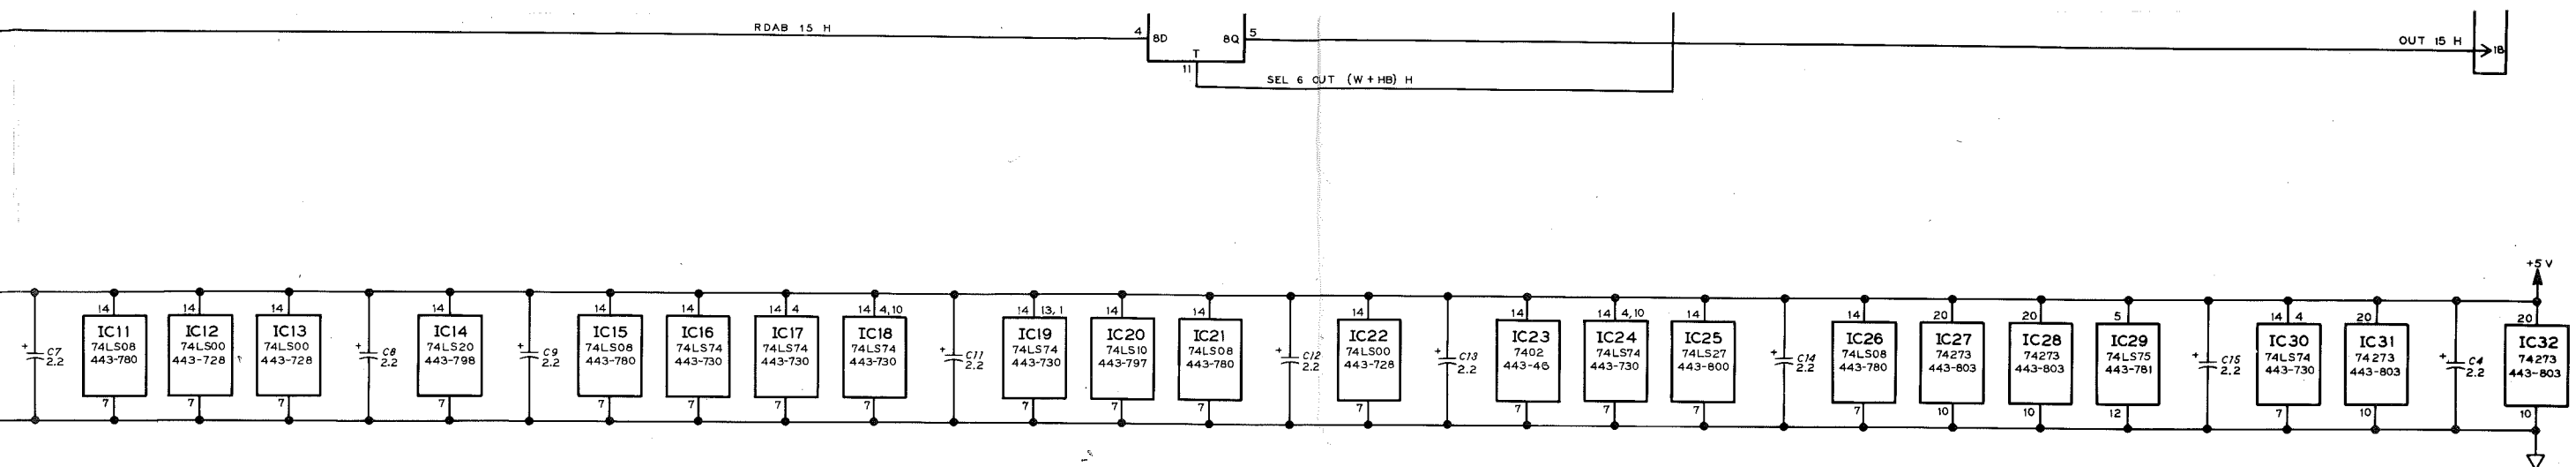 RDAB 15 H
4
8D
8Q
5
T
11
SEL 6 OUT (W + HB) H
OUT 15 H
18
+5 V
C7
2.2
14
IC11
74LS08
443-780
7
14
IC12
74LS00
443-728
7
14
IC13
74LS00
443-728
7
C8
2.2
14
IC14
74LS20
443-798
7
C9
2.2
14
IC15
74LS08
443-780
7
14
IC16
74LS74
443-730
7
14 4
IC17
74LS74
443-730
7
14 4,10
IC18
74LS74
443-730
7
C11
2.2
14 13, 1
IC19
74LS74
443-730
7
14
IC20
74LS10
443-797
7
14
IC21
74LS08
443-780
7
C12
2.2
14
IC22
74LS00
443-728
7
C13
2.2
14
IC23
7402
443-46
7
14 4,10
IC24
74LS74
443-730
7
14
IC25
74LS27
443-800
7
C14
2.2
14
IC26
74LS08
443-780
7
20
IC27
74273
443-803
10
20
IC28
74273
443-803
10
5
IC29
74LS75
443-781
12
C15
2.2
14 4
IC30
74LS74
443-730
7
20
IC31
74273
443-803
10
C4
2.2
20
IC32
74273
443-803
10